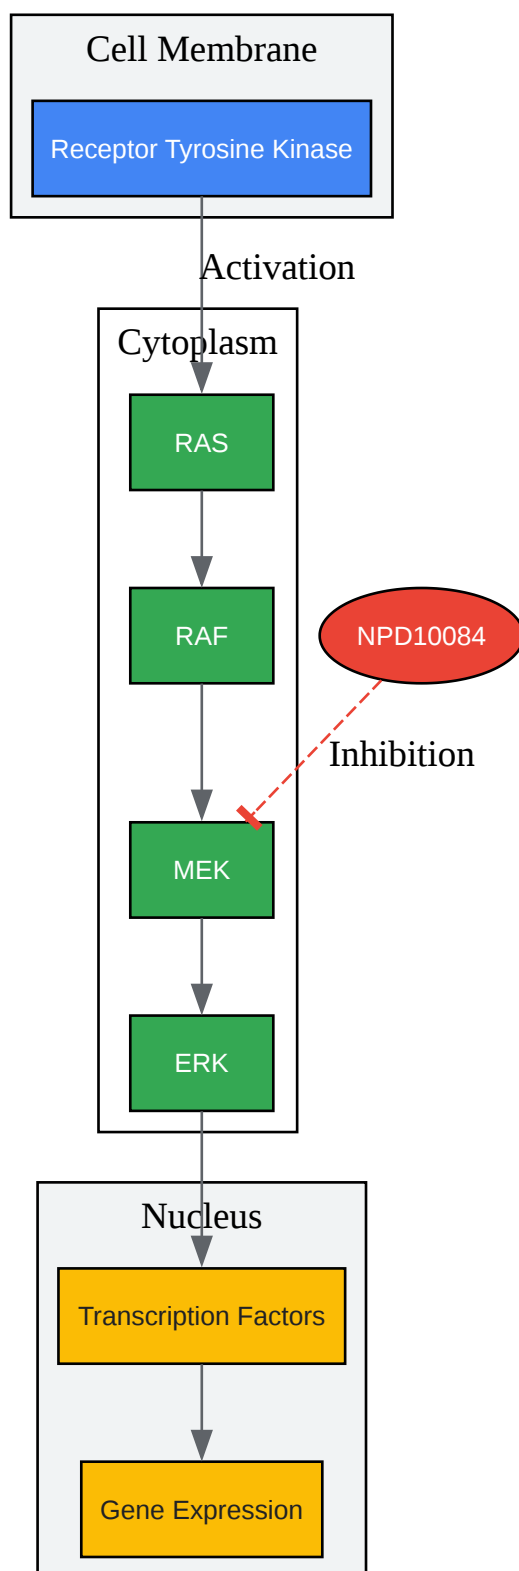 Cell Membrane
Receptor Tyrosine Kinase
Activation
Cytoplasm
RAS
RAF
NPD10084
Inhibition
MEK
ERK
Nucleus
Transcription Factors
Gene Expression